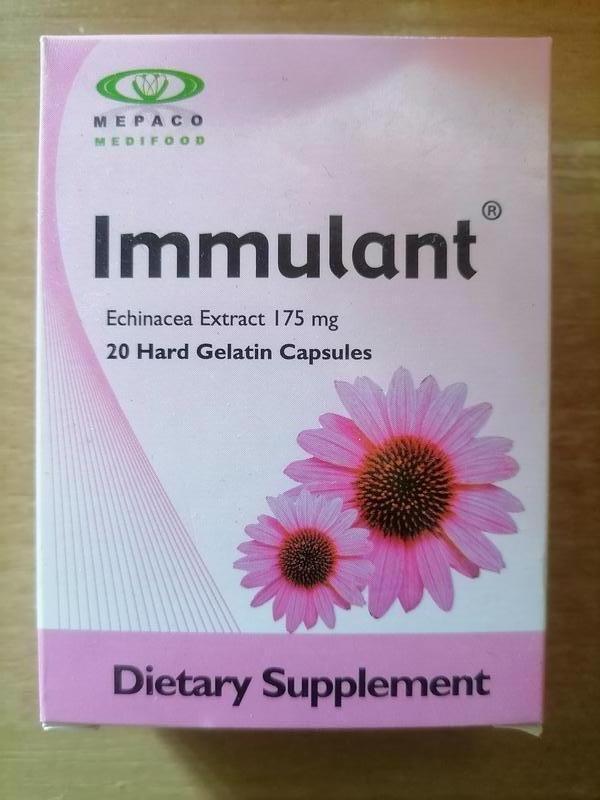 MEPACO
MEDIFOOD
Immulant®
Echinacea Extract 175 mg
20 Hard Gelatin Capsules
Dietary Supplement